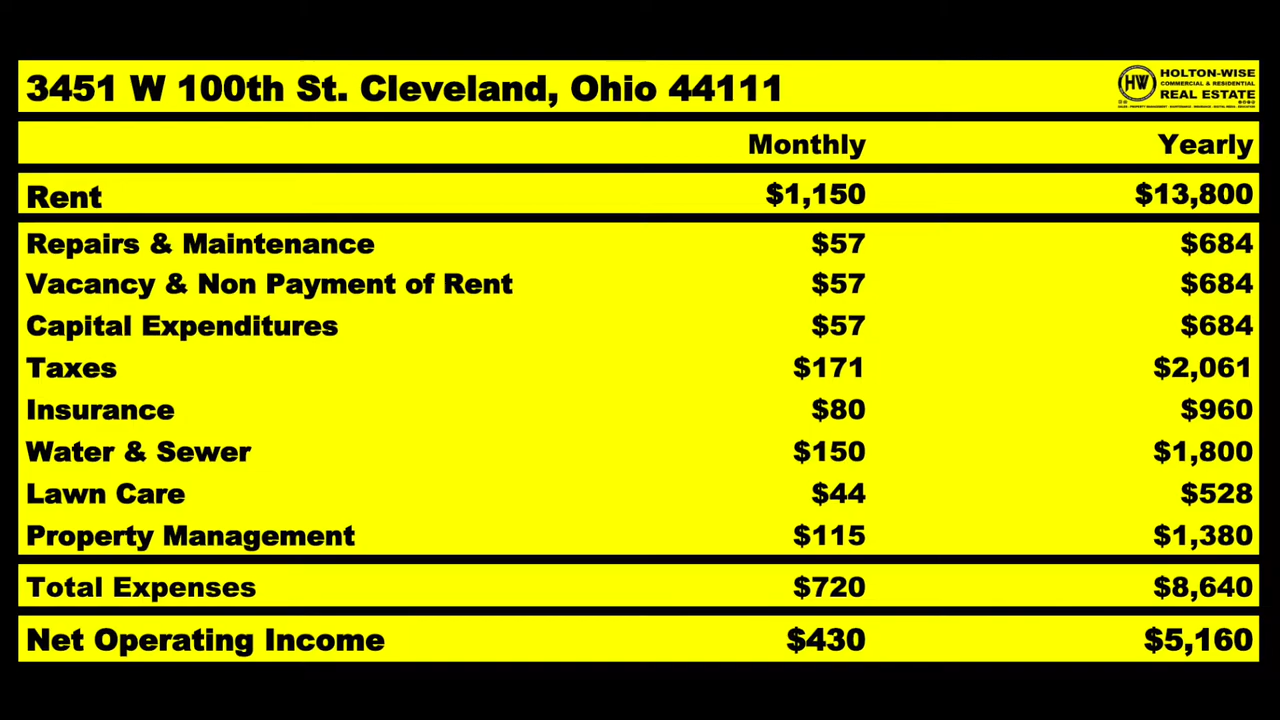 3451 W 100th St. Cleveland, Ohio 44111
HW
HOLTON-WISE
COMMERCIAL & RESIDENTIAL
REAL ESTATE
Monthly Yearly
Rent $1,150 $13,800
Repairs & Maintenance $57 $684
Vacancy & Non Payment of Rent $57 $684
Capital Expenditures $57 $684
Taxes $171 $2,061
Insurance $80 $960
Water & Sewer $150 $1,800
Lawn Care $44 $528
Property Management $115 $1,380
Total Expenses $720 $8,640
Net Operating Income $430 $5,160